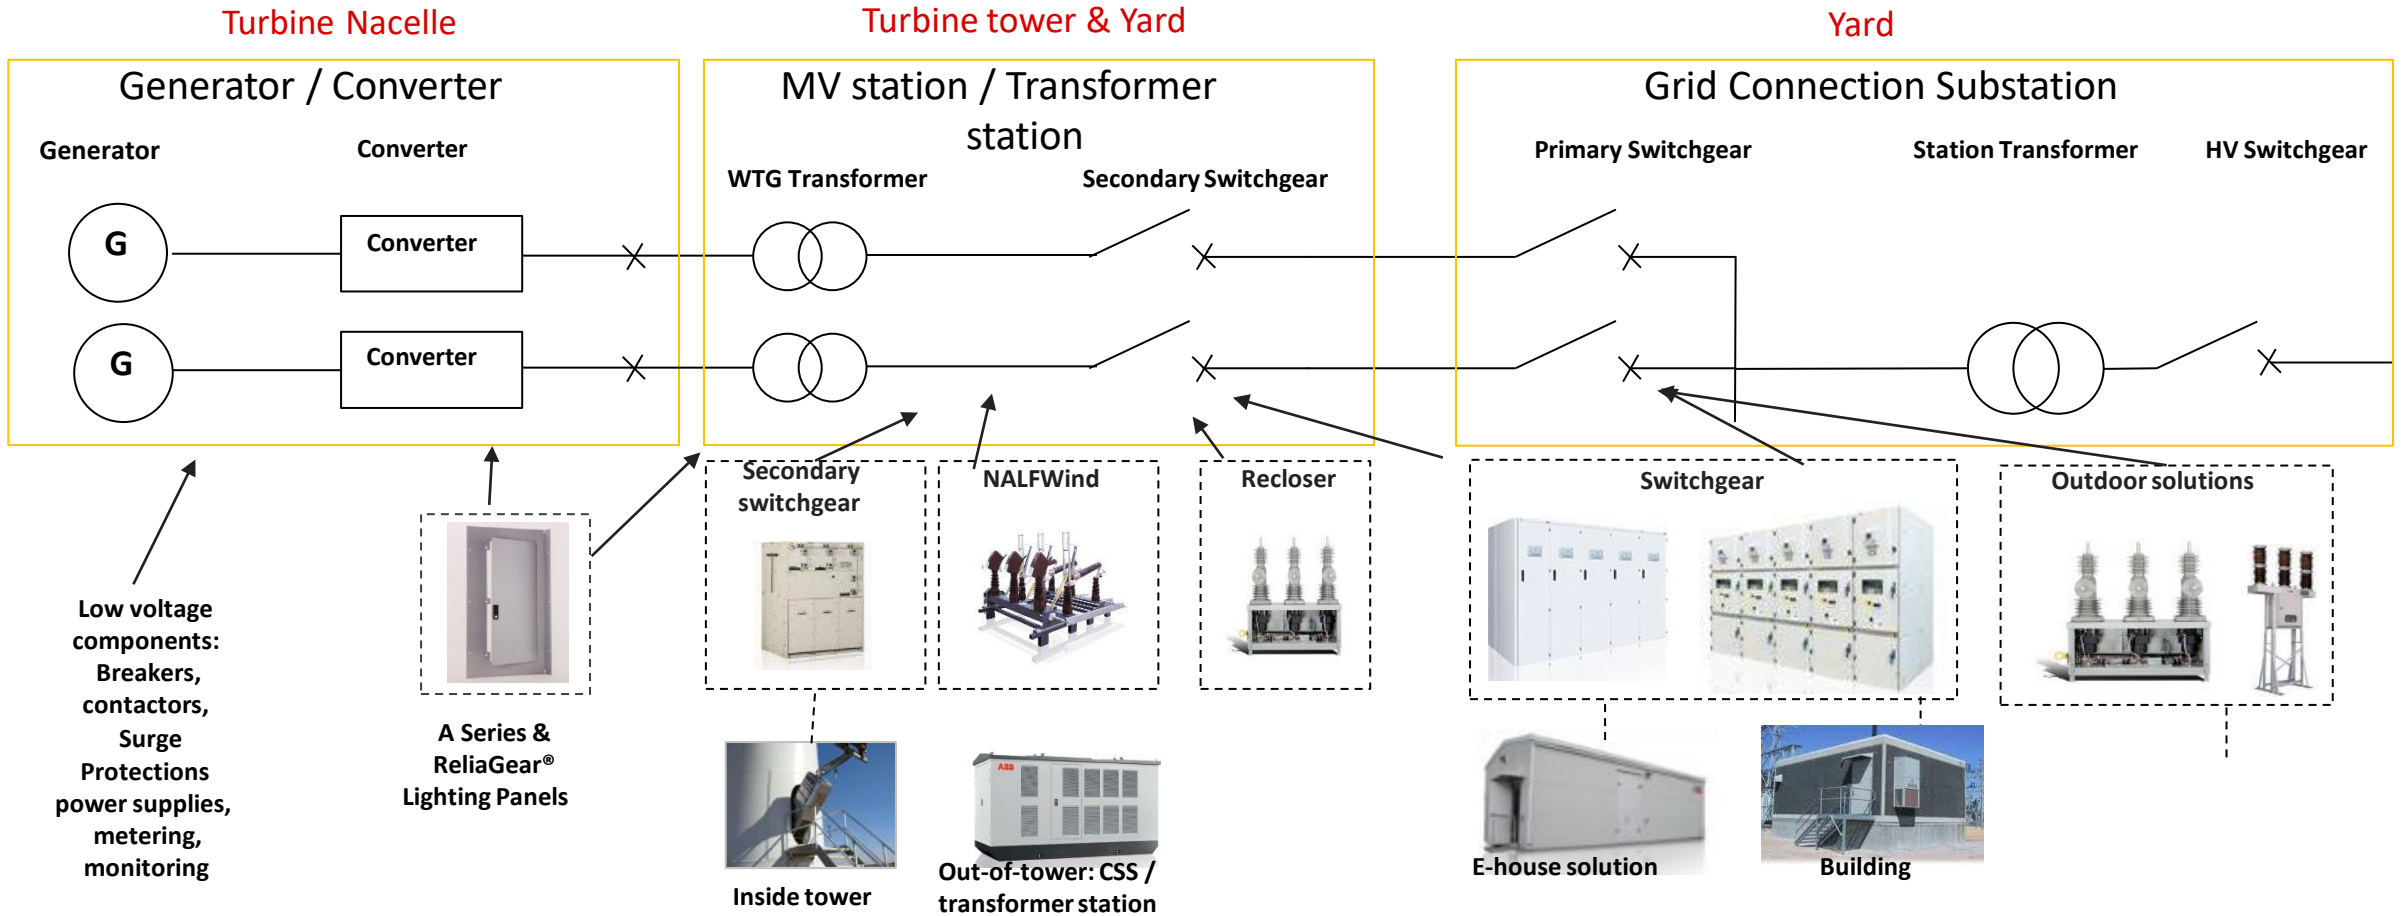 Turbine Nacelle
Turbine tower & Yard
Yard
Generator / Converter
MV station / Transformer
station
Grid Connection Substation
Generator
Converter
WTG Transformer
Secondary Switchgear
Primary Switchgear
Station Transformer
HV Switchgear
G
Converter
G
Converter
Low voltage
components:
Breakers,
contactors,
Surge
Protections
power supplies,
metering,
monitoring
A Series &
ReliaGear®
Lighting Panels
Secondary
switchgear
NALFWind
Recloser
Switchgear
Outdoor solutions
Inside tower
ABB
Out-of-tower: CSS /
transformer station
E-house solution
Building